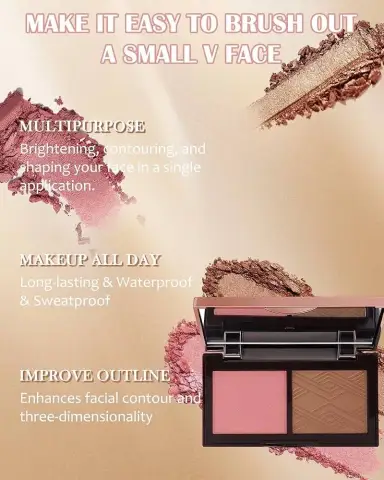 MAKE IT EASY TO BRUSH OUT
A SMALL V FACE
MULTIPURPOSE
Brightening, contouring, and
shaping your face in a single
application.
MAKEUP ALL DAY
Long-lasting & Waterproof
& Sweatproof
IMPROVE OUTLINE
Enhances facial contour and
three-dimensionality